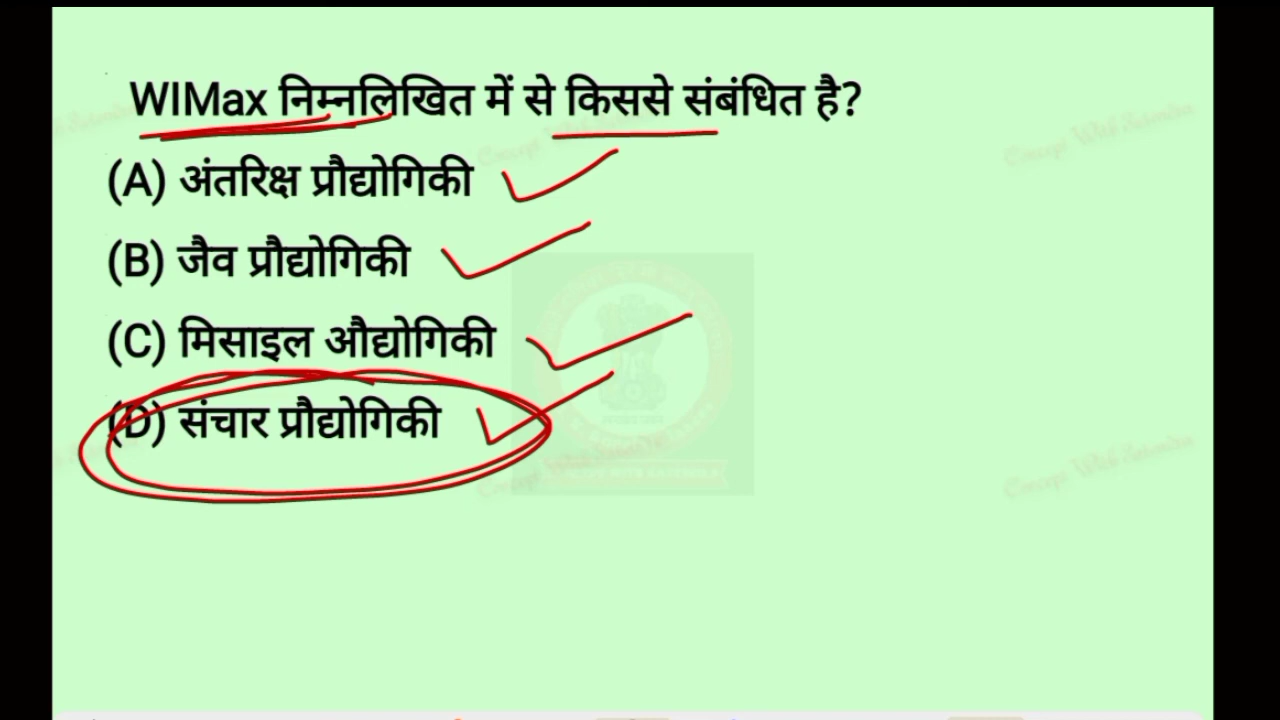 WIMax निम्नलिखित में से किससे संबंधित है?
(A) अंतरिक्ष प्रौद्योगिकी
(B) जैव प्रौद्योगिकी
(C) मिसाइल औद्योगिकी
(D) संचार प्रौद्योगिकी